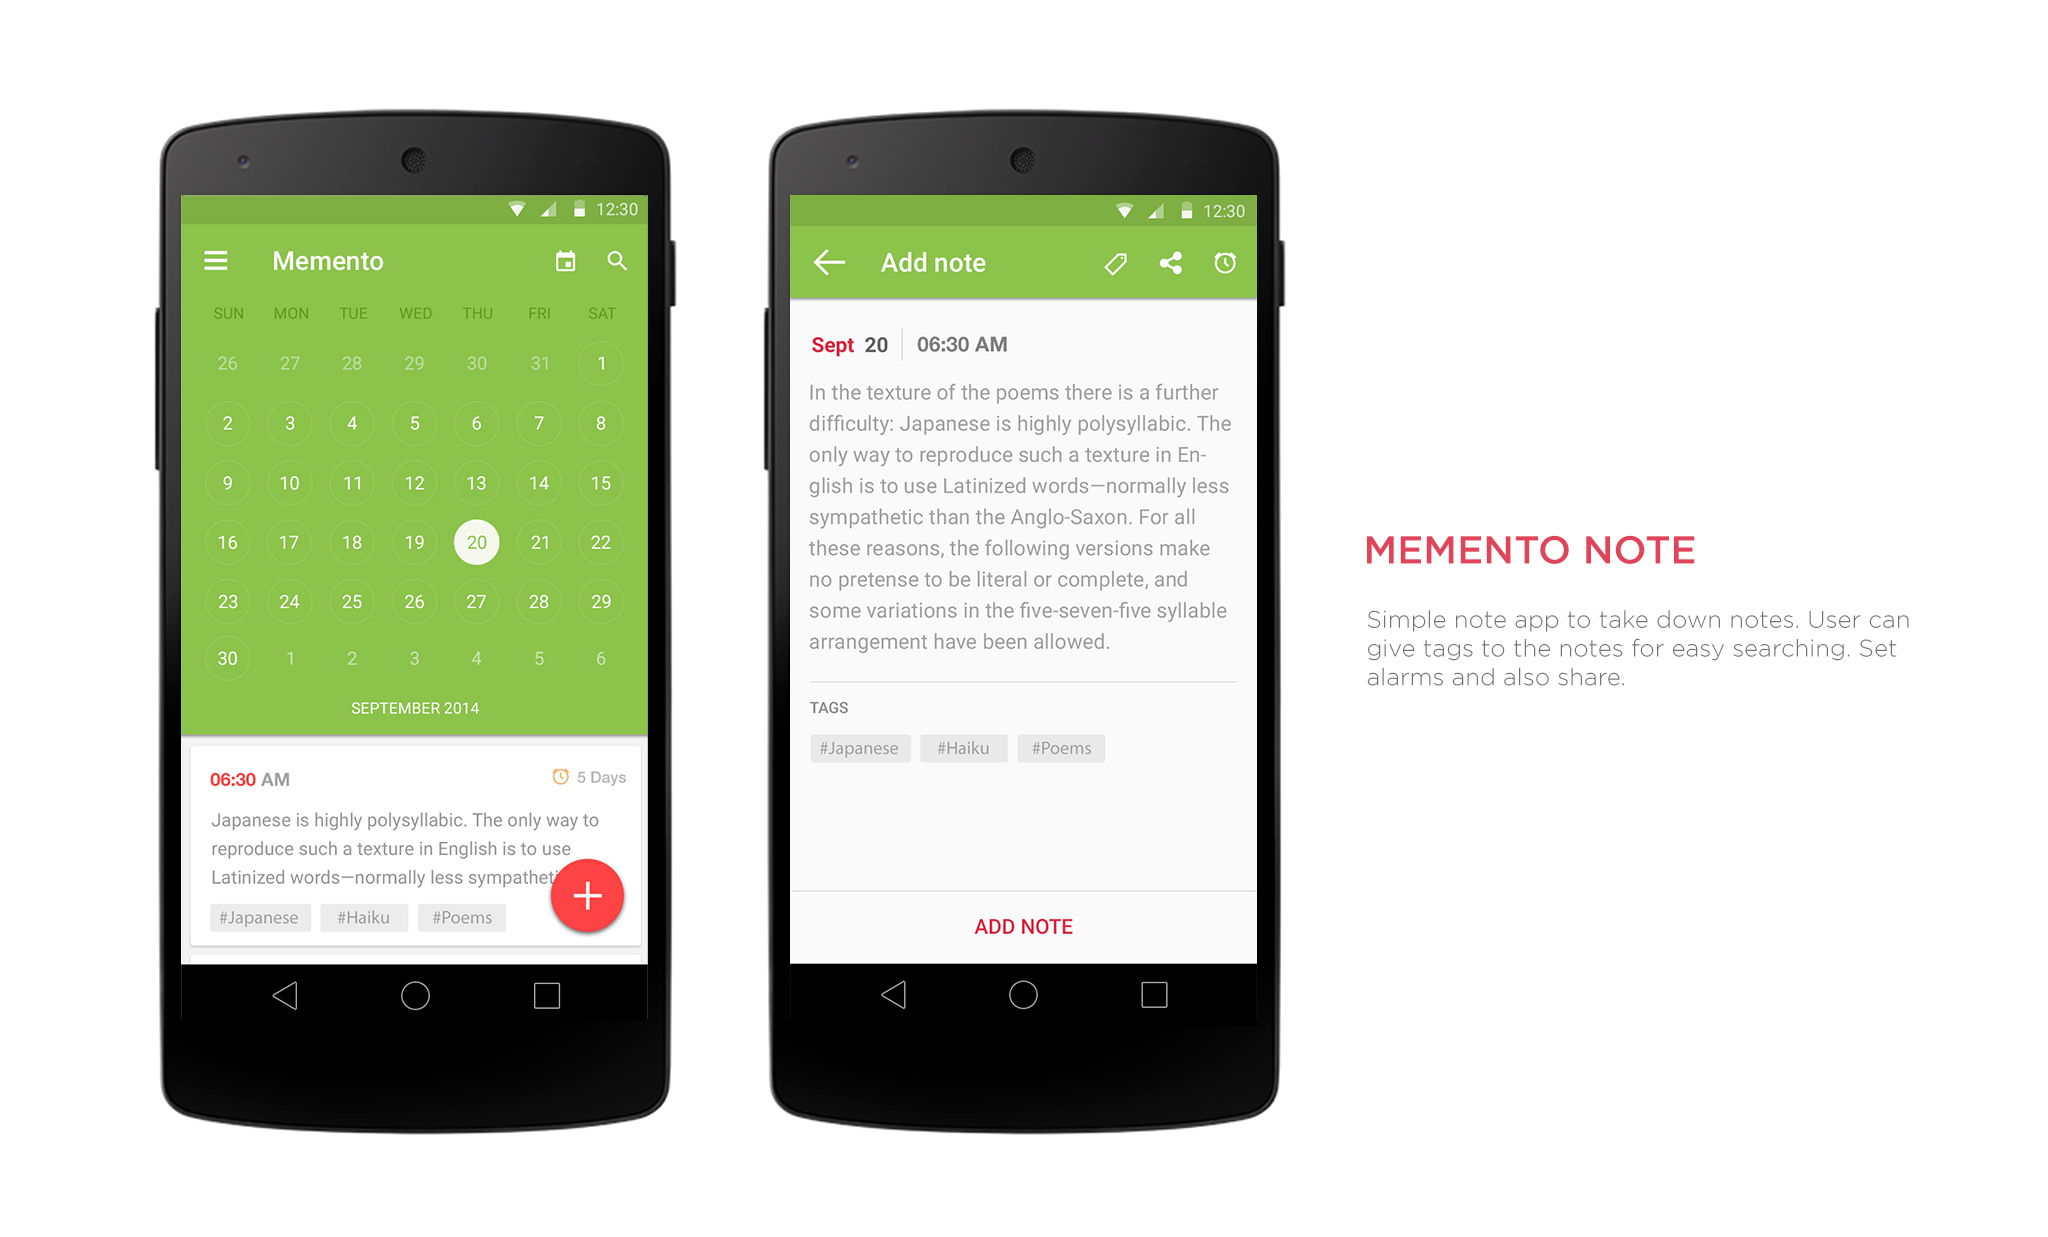 12:30
Memento
SUN MON TUE WED THU FRI SAT
26 27 28 29 30 31 1
2 3 4 5 6 7 8
9 10 11 12 13 14 15
16 17 18 19 20 21 22
23 24 25 26 27 28 29
30 1 2 3 4 5 6
SEPTEMBER 2014
06:30 AM 5 Days
Japanese is highly polysyllabic. The only way to
reproduce such a texture in English is to use
Latinized words—normally less sympatheti
#Japanese #Haiku #Poems
12:30
Add note
Sept 20 06:30 AM
In the texture of the poems there is a further
difficulty: Japanese is highly polysyllabic. The
only way to reproduce such a texture in En-
glish is to use Latinized words—normally less
sympathetic than the Anglo-Saxon. For all
these reasons, the following versions make
no pretense to be literal or complete, and
some variations in the five-seven-five syllable
arrangement have been allowed.
TAGS
#Japanese #Haiku #Poems
ADD NOTE
MEMENTO NOTE
Simple note app to take down notes. User can
give tags to the notes for easy searching. Set
alarms and also share.